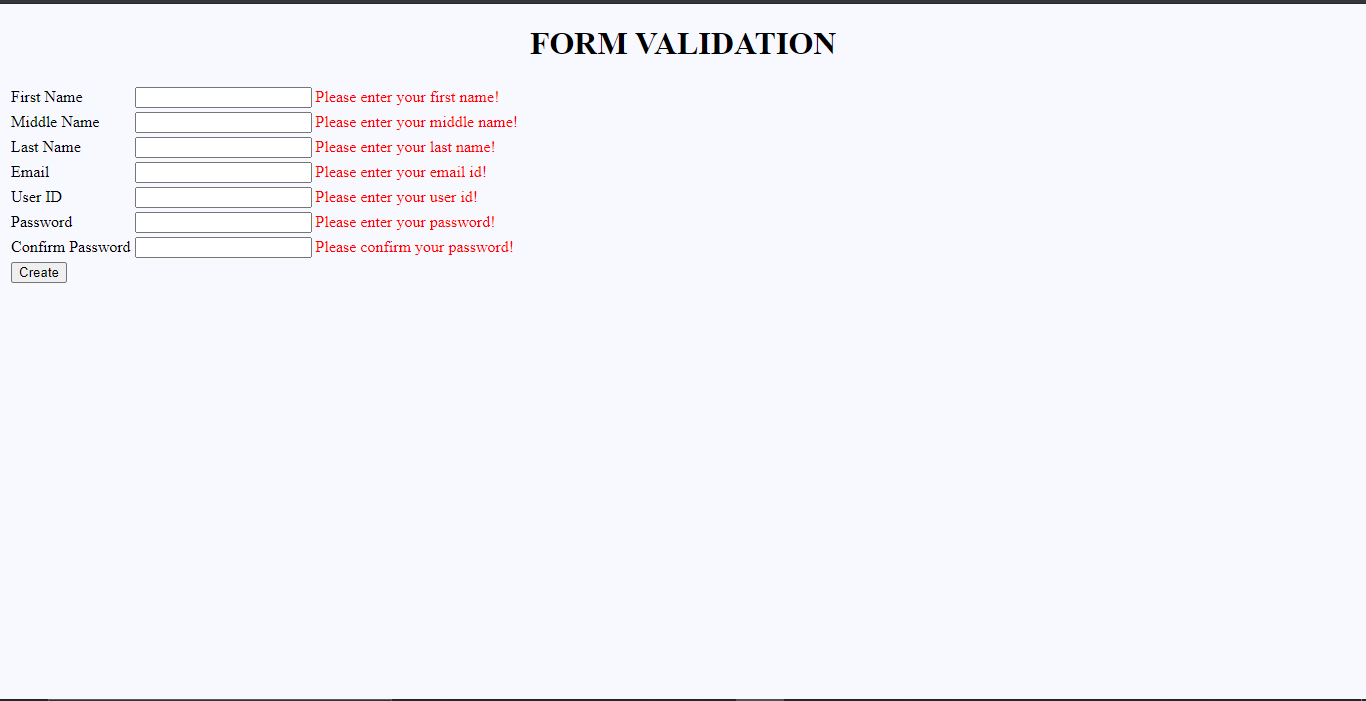 FORM VALIDATION
First Name Please enter your first name!
Middle Name Please enter your middle name!
Last Name Please enter your last name!
Email Please enter your email id!
User ID Please enter your user id!
Password Please enter your password!
Confirm Password Please confirm your password!
Create